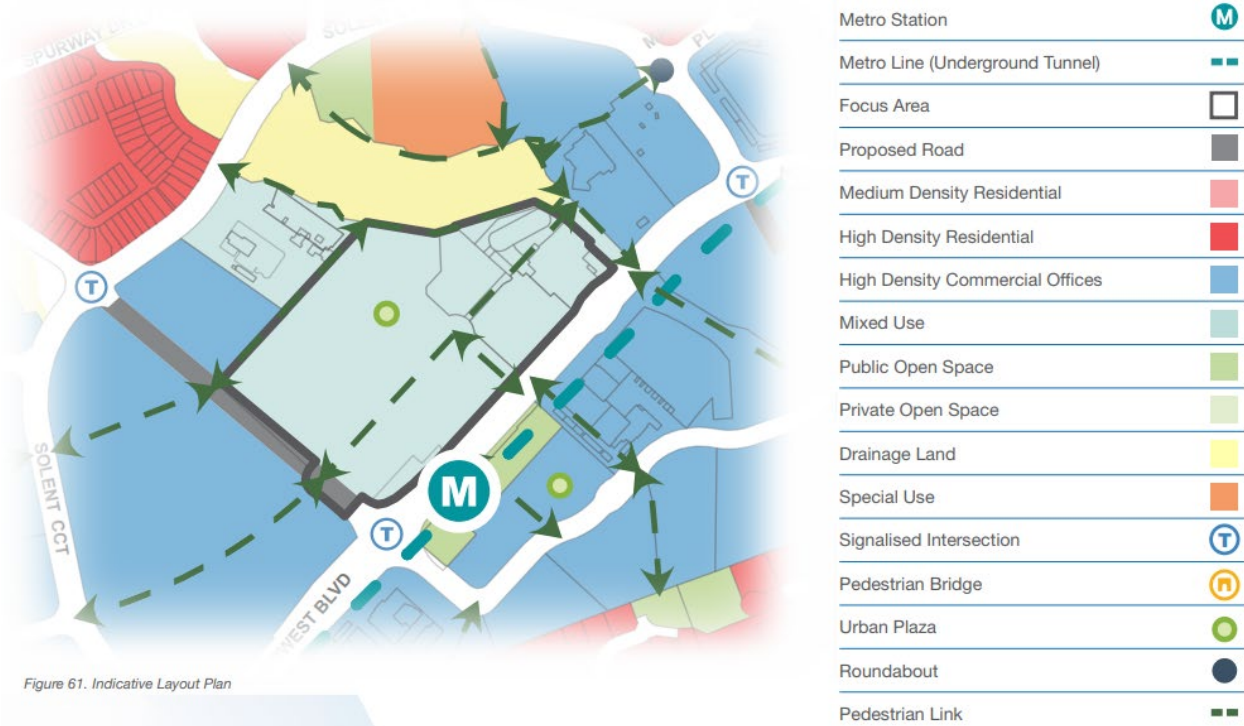 SPURWAY
SOL
PL
T
T
SOLENT CCT
M
T
WEST BLVD
Figure 61. Indicative Layout Plan
Metro Station M
Metro Line (Underground Tunnel)
Focus Area
Proposed Road
Medium Density Residential
High Density Residential
High Density Commercial Offices
Mixed Use
Public Open Space
Private Open Space
Drainage Land
Special Use
Signalised Intersection T
Pedestrian Bridge
Urban Plaza
Roundabout
Pedestrian Link